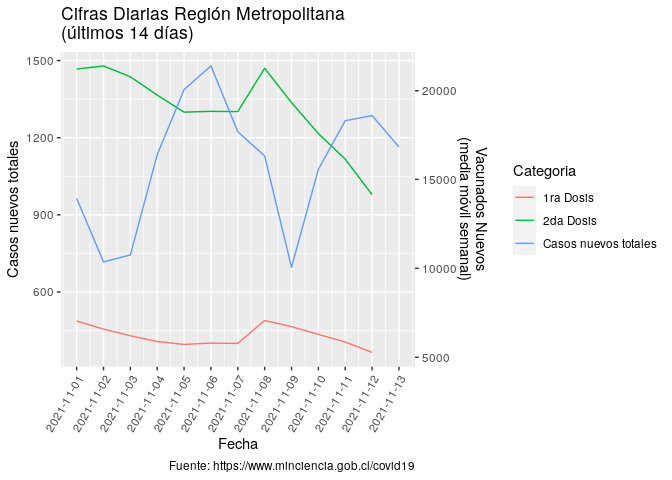 Cifras Diarias Región Metropolitana
(últimos 14 días)
1500
1200
900
600
Casos nuevos totales
20000
15000
10000
5000
Vacunados Nuevos
(media móvil semanal)
2021-11-01
2021-11-02
2021-11-03
2021-11-04
2021-11-05
2021-11-06
2021-11-07
2021-11-08
2021-11-09
2021-11-10
2021-11-11
2021-11-12
2021-11-13
Fecha
Categoria
1ra Dosis
2da Dosis
Casos nuevos totales
Fuente: https://www.minciencia.gob.cl/covid19